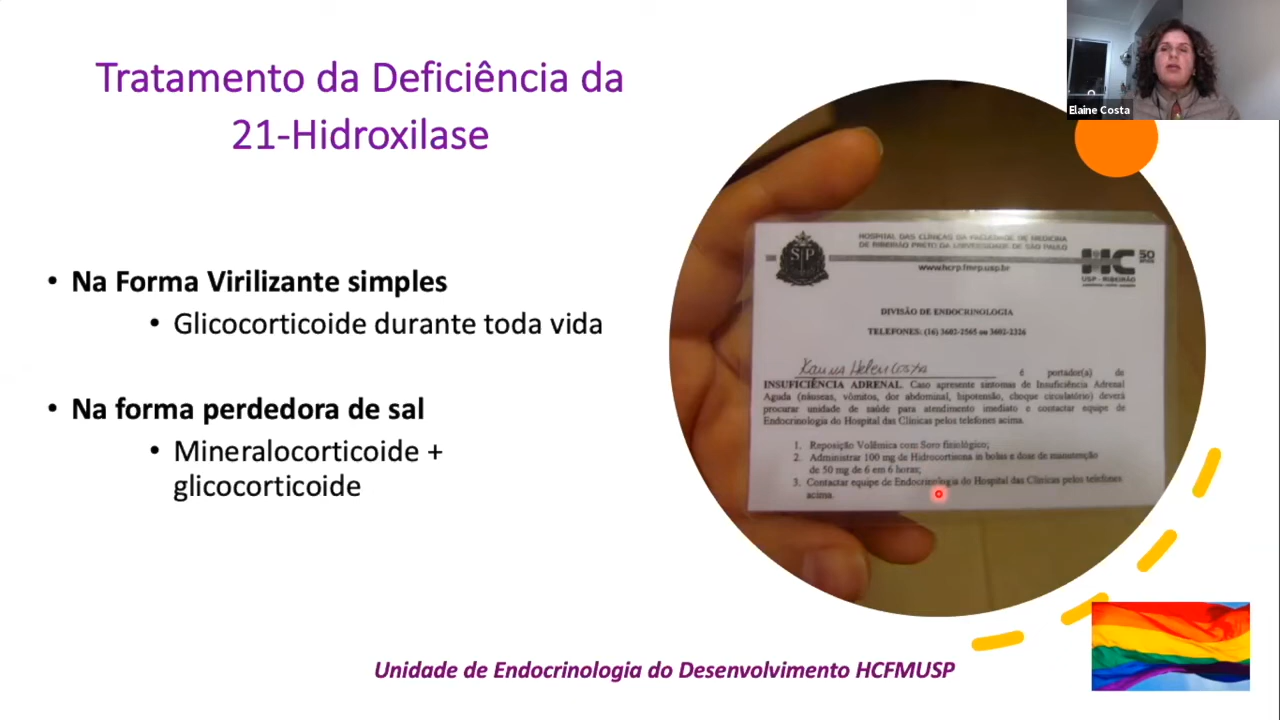 Tratamento da Deficiência da
21-Hidroxilase
Na Forma Virilizante simples
Glicocorticoide durante toda vida
Na forma perdedora de sal
Mineralocorticoide +
glicocorticoide
Elaine Costa
SP
HOSPITAL DAS CLÍNICAS DA FACULDADE DE MEDICINA
DE RIBEIRÃO PRETO DA UNIVERSIDADE DE SÃO PAULO
www.hcrp.fmrp.usp.br
HC 50
USP - RIBEIRÃO
DIVISÃO DE ENDOCRINOLOGIA
TELEFONES: (16) 3602-2565 ou 3602-2326
Helen Costa é portador(a) de
INSUFICIÊNCIA ADRENAL. Caso apresente sintomas de Insuficiência Adrenal
Aguda (náuseas, vômitos, dor abdominal, hipotensão, choque circulatório) deverá
procurar unidade de saúde para atendimento imediato e contactar equipe de
Endocrinologia do Hospital das Clínicas pelos telefones acima.
1. Reposição Volêmica com Soro fisiológico;
2. Administrar 100 mg de Hidrocortisona in bolus e dose de manutenção
de 50 mg de 6 em 6 horas;
3. Contactar equipe de Endocrinologia do Hospital das Clínicas pelos telefones
acima.
Unidade de Endocrinologia do Desenvolvimento HCFMUSP